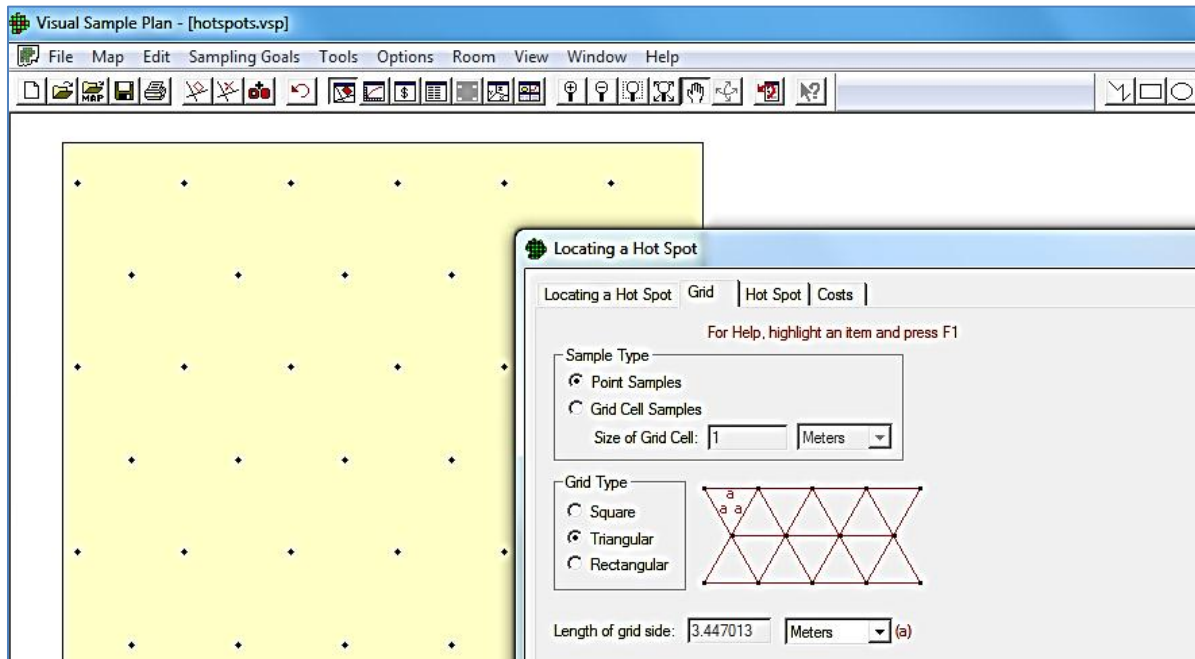 Visual Sample Plan - [hotspots.vsp]
File Map Edit Sampling Goals Tools Options Room View Window Help
MAP
Locating a Hot Spot
Locating a Hot Spot Grid Hot Spot Costs
For Help, highlight an item and press F1
Sample Type
Point Samples
Grid Cell Samples
Size of Grid Cell: 1 Meters
Grid Type
Square
Triangular
Rectangular
a
a a
Length of grid side: 3.447013 Meters (a)